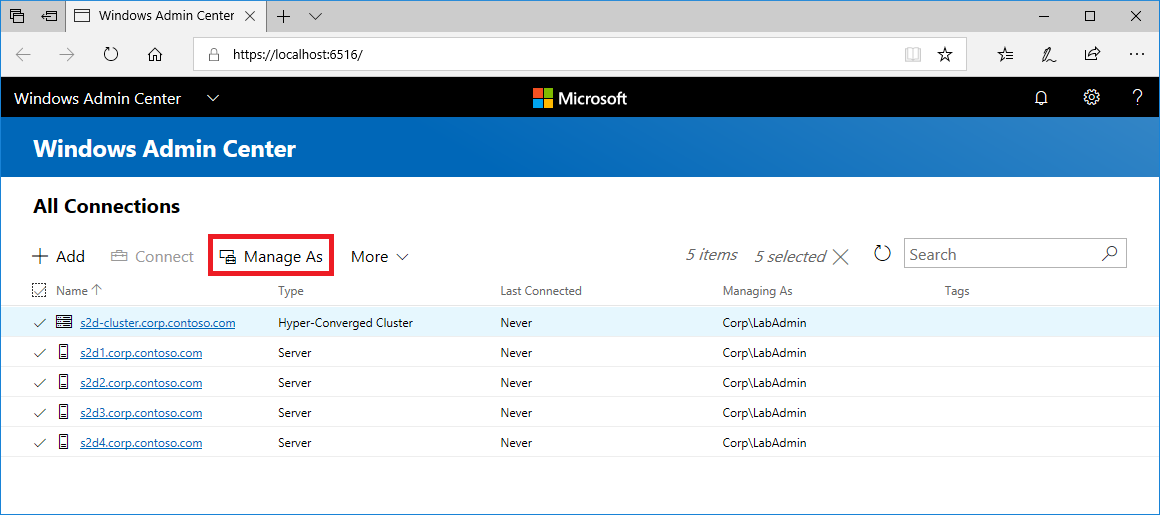 Windows Admin Center
https://localhost:6516/
Windows Admin Center Microsoft ?
Windows Admin Center
All Connections
Add Connect Manage As More 5 items 5 selected Search
Name Type Last Connected Managing As Tags
s2d-cluster.corp.contoso.com Hyper-Converged Cluster Never Corp\LabAdmin
s2d1.corp.contoso.com Server Never Corp\LabAdmin
s2d2.corp.contoso.com Server Never Corp\LabAdmin
s2d3.corp.contoso.com Server Never Corp\LabAdmin
s2d4.corp.contoso.com Server Never Corp\LabAdmin